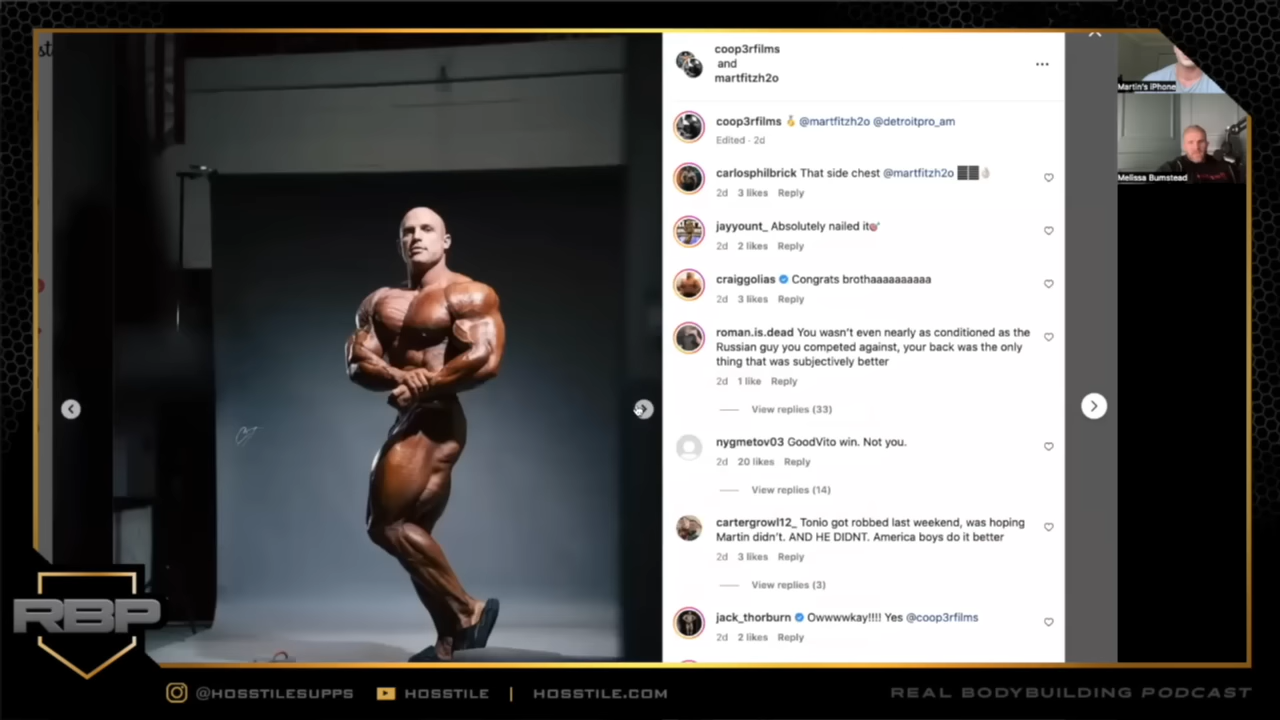 st
coop3rfilms
and
martfitzh2o
coop3rfilms 🏅 @martfitzh2o @detroitpro_am
Edited · 2d
carlosphilbrick That side chest @martfitzh2o
2d 3 likes Reply
jayyount_ Absolutely nailed it🎯
2d 2 likes Reply
craiggolias Congrats brothaaaaaaaaaa
2d 3 likes Reply
roman.is.dead You wasn't even nearly as conditioned as the
Russian guy you competed against, your back was the only
thing that was subjectively better
2d 1 like Reply
View replies (33)
nygmetov03 GoodVito win. Not you.
2d 20 likes Reply
View replies (14)
cartergrowl12_ Tonio got robbed last weekend, was hoping
Martin didn't. AND HE DIDNT. America boys do it better
2d 3 likes Reply
View replies (3)
jack_thorburn Owwwwkay!!!! Yes @coop3rfilms
2d 2 likes Reply
Martin's iPhone
Melissa Bumstead
RBP
@HOSSTILESUPPS HOSSTILE | HOSSTILE.COM
REAL BODYBUILDING PODCAST